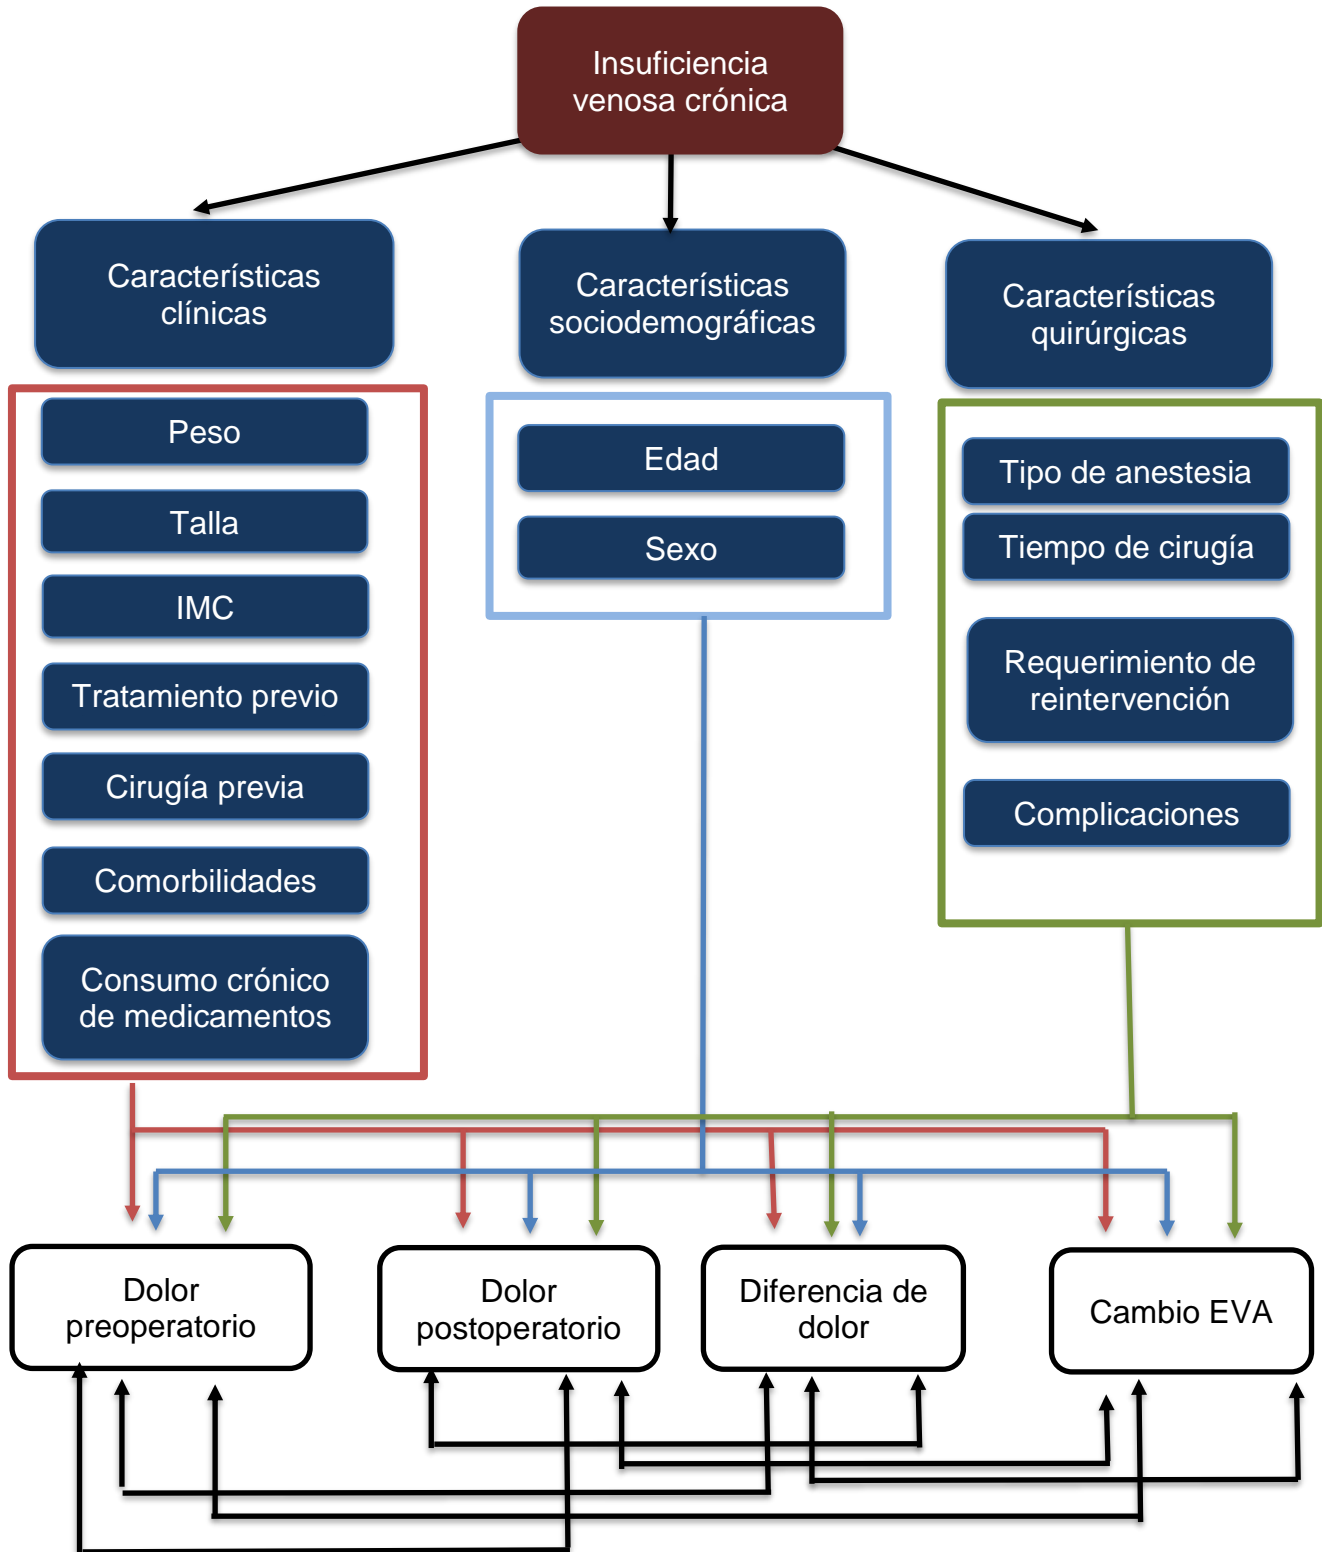 Insuficiencia
venosa crónica
Características
clínicas
Características
sociodemográficas
Características
quirúrgicas
Peso
Talla
IMC
Tratamiento previo
Cirugía previa
Comorbilidades
Consumo crónico
de medicamentos
Edad
Sexo
Tipo de anestesia
Tiempo de cirugía
Requerimiento de
reintervención
Complicaciones
Dolor
preoperatorio
Dolor
postoperatorio
Diferencia de
dolor
Cambio EVA